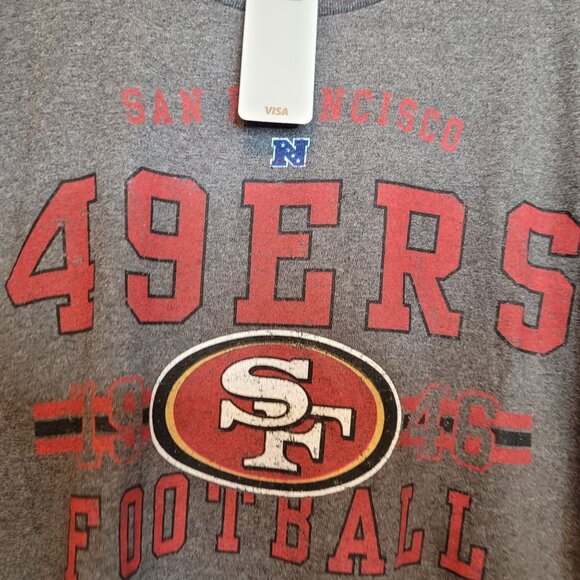 VISA
SAN F NCISCO
N
49ERS
19 SF 46
FOOTBALL